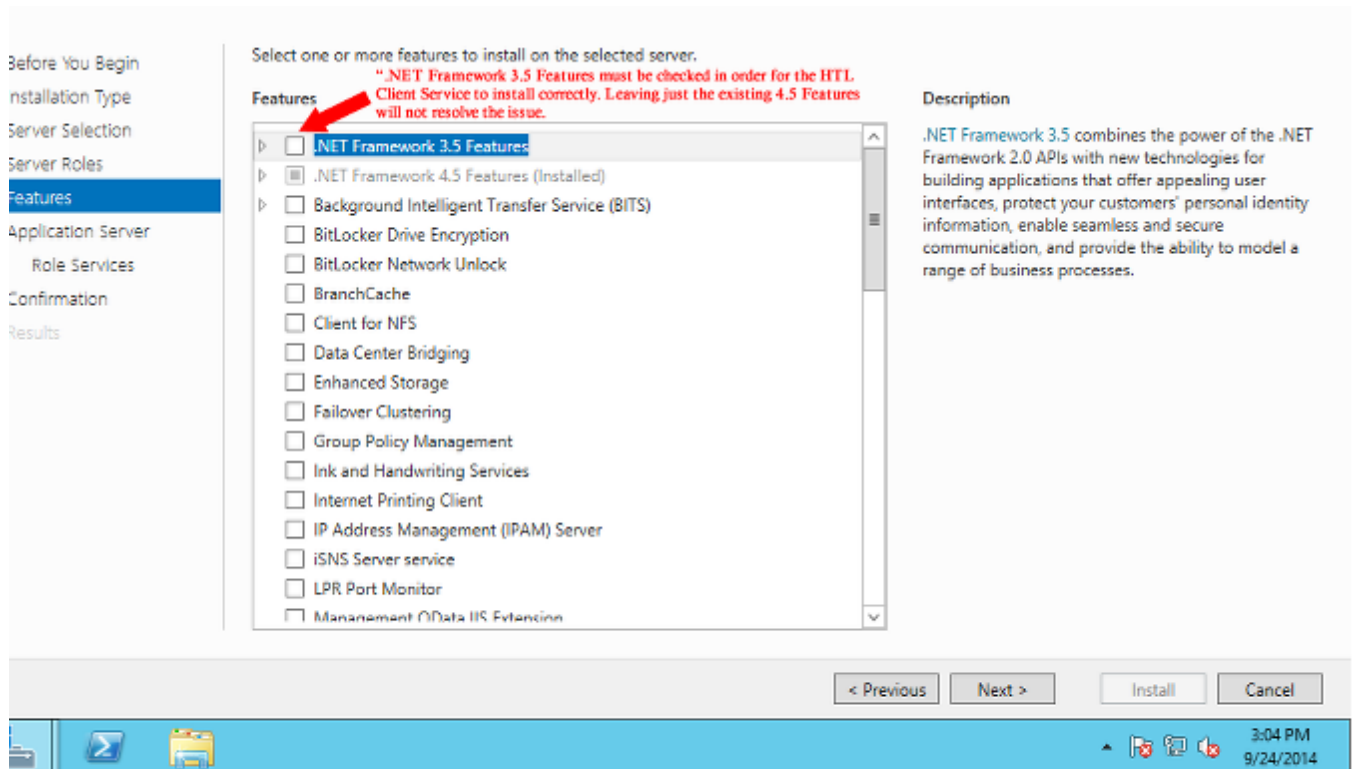 Before You Begin
Installation Type
Server Selection
Server Roles
Features
Application Server
Role Services
Confirmation
Results
Select one or more features to install on the selected server.
".NET Framework 3.5 Features must be checked in order for the HTL
Client Service to install correctly. Leaving just the existing 4.5 Features
will not resolve the issue.
Features
.NET Framework 3.5 Features
.NET Framework 4.5 Features (Installed)
Background Intelligent Transfer Service (BITS)
BitLocker Drive Encryption
BitLocker Network Unlock
BranchCache
Client for NFS
Data Center Bridging
Enhanced Storage
Failover Clustering
Group Policy Management
Ink and Handwriting Services
Internet Printing Client
IP Address Management (IPAM) Server
iSNS Server service
LPR Port Monitor
Management OData IIS Extension
Description
.NET Framework 3.5 combines the power of the .NET
Framework 2.0 APIs with new technologies for
building applications that offer appealing user
interfaces, protect your customers' personal identity
information, enable seamless and secure
communication, and provide the ability to model a
range of business processes.
< Previous
Next >
Install
Cancel
3:04 PM
9/24/2014